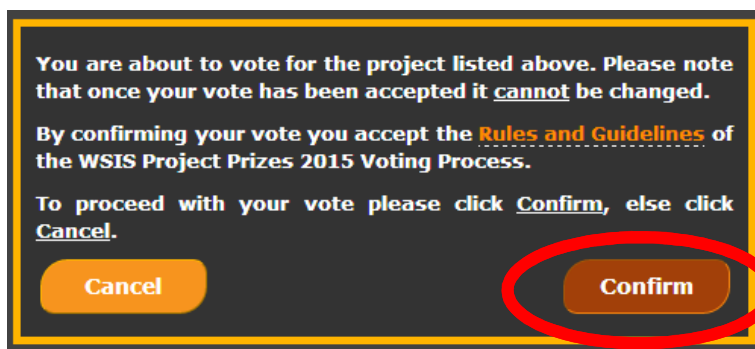 You are about to vote for the project listed above. Please note
that once your vote has been accepted it cannot be changed.
By confirming your vote you accept the Rules and Guidelines of
the WSIS Project Prizes 2015 Voting Process.
To proceed with your vote please click Confirm, else click
Cancel.
Cancel
Confirm